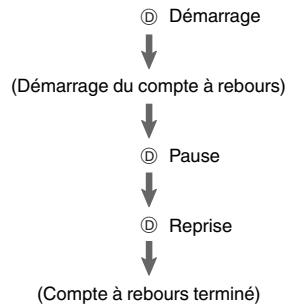 Ⓓ Démarrage
(Démarrage du compte à rebours)
Ⓓ Pause
Ⓓ Reprise
(Compte à rebours terminé)